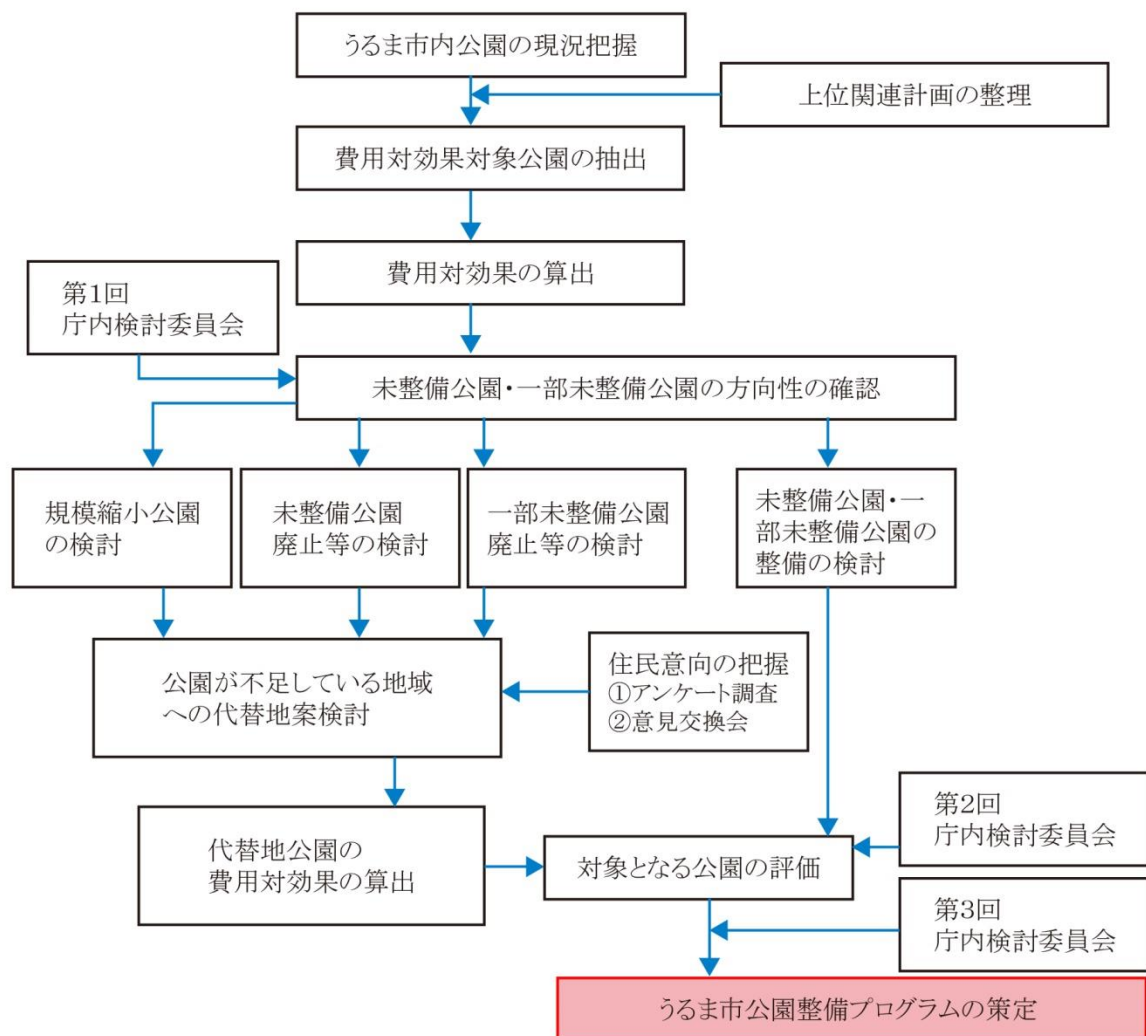 うるま市内公園の現況把握
上位関連計画の整理
費用対効果対象公園の抽出
費用対効果の算出
第1回
庁内検討委員会
未整備公園・一部未整備公園の方向性の確認
規模縮小公園
の検討
未整備公園
廃止等の検討
一部未整備公園
廃止等の検討
未整備公園・一
部未整備公園の
整備の検討
公園が不足している地域
への代替地案検討
住民意向の把握
①アンケート調査
②意見交換会
代替地公園の
費用対効果の算出
対象となる公園の評価
第2回
庁内検討委員会
第3回
庁内検討委員会
うるま市公園整備プログラムの策定